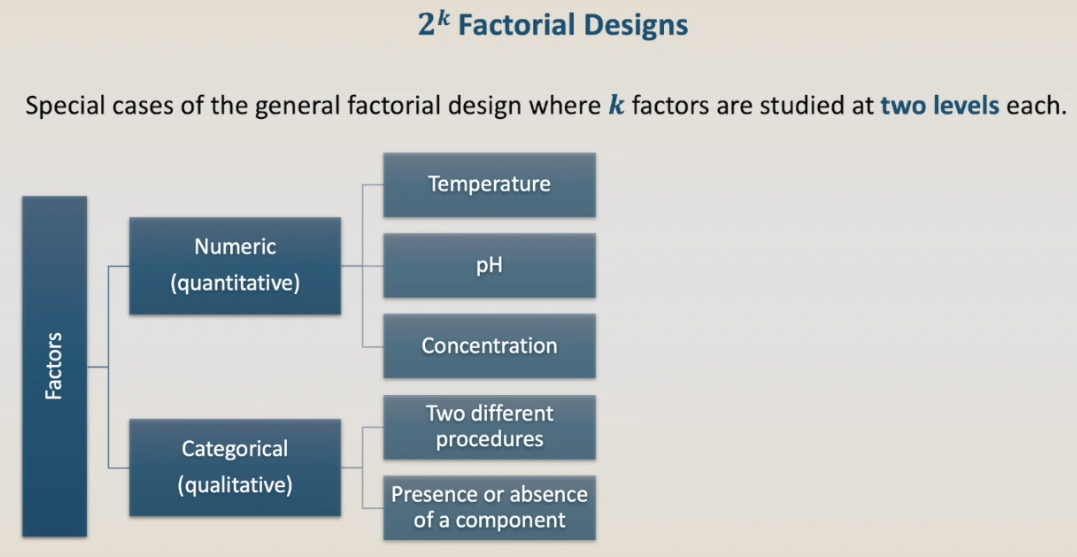 2ᵏ Factorial Designs
Special cases of the general factorial design where k factors are studied at two levels each.
Factors
Numeric
(quantitative)
Temperature
pH
Concentration
Categorical
(qualitative)
Two different
procedures
Presence or absence
of a component